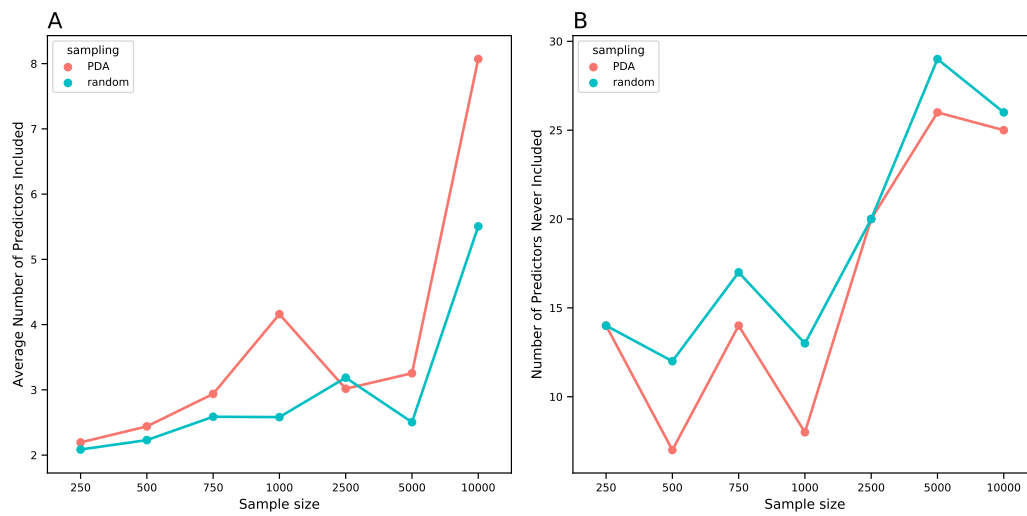 A
sampling
PDA
random
Average Number of Predictors Included
8
7
6
5
4
3
2
250 500 750 1000 2500 5000 10000
Sample size
B
sampling
PDA
random
Number of Predictors Never Included
30
25
20
15
10
250 500 750 1000 2500 5000 10000
Sample size